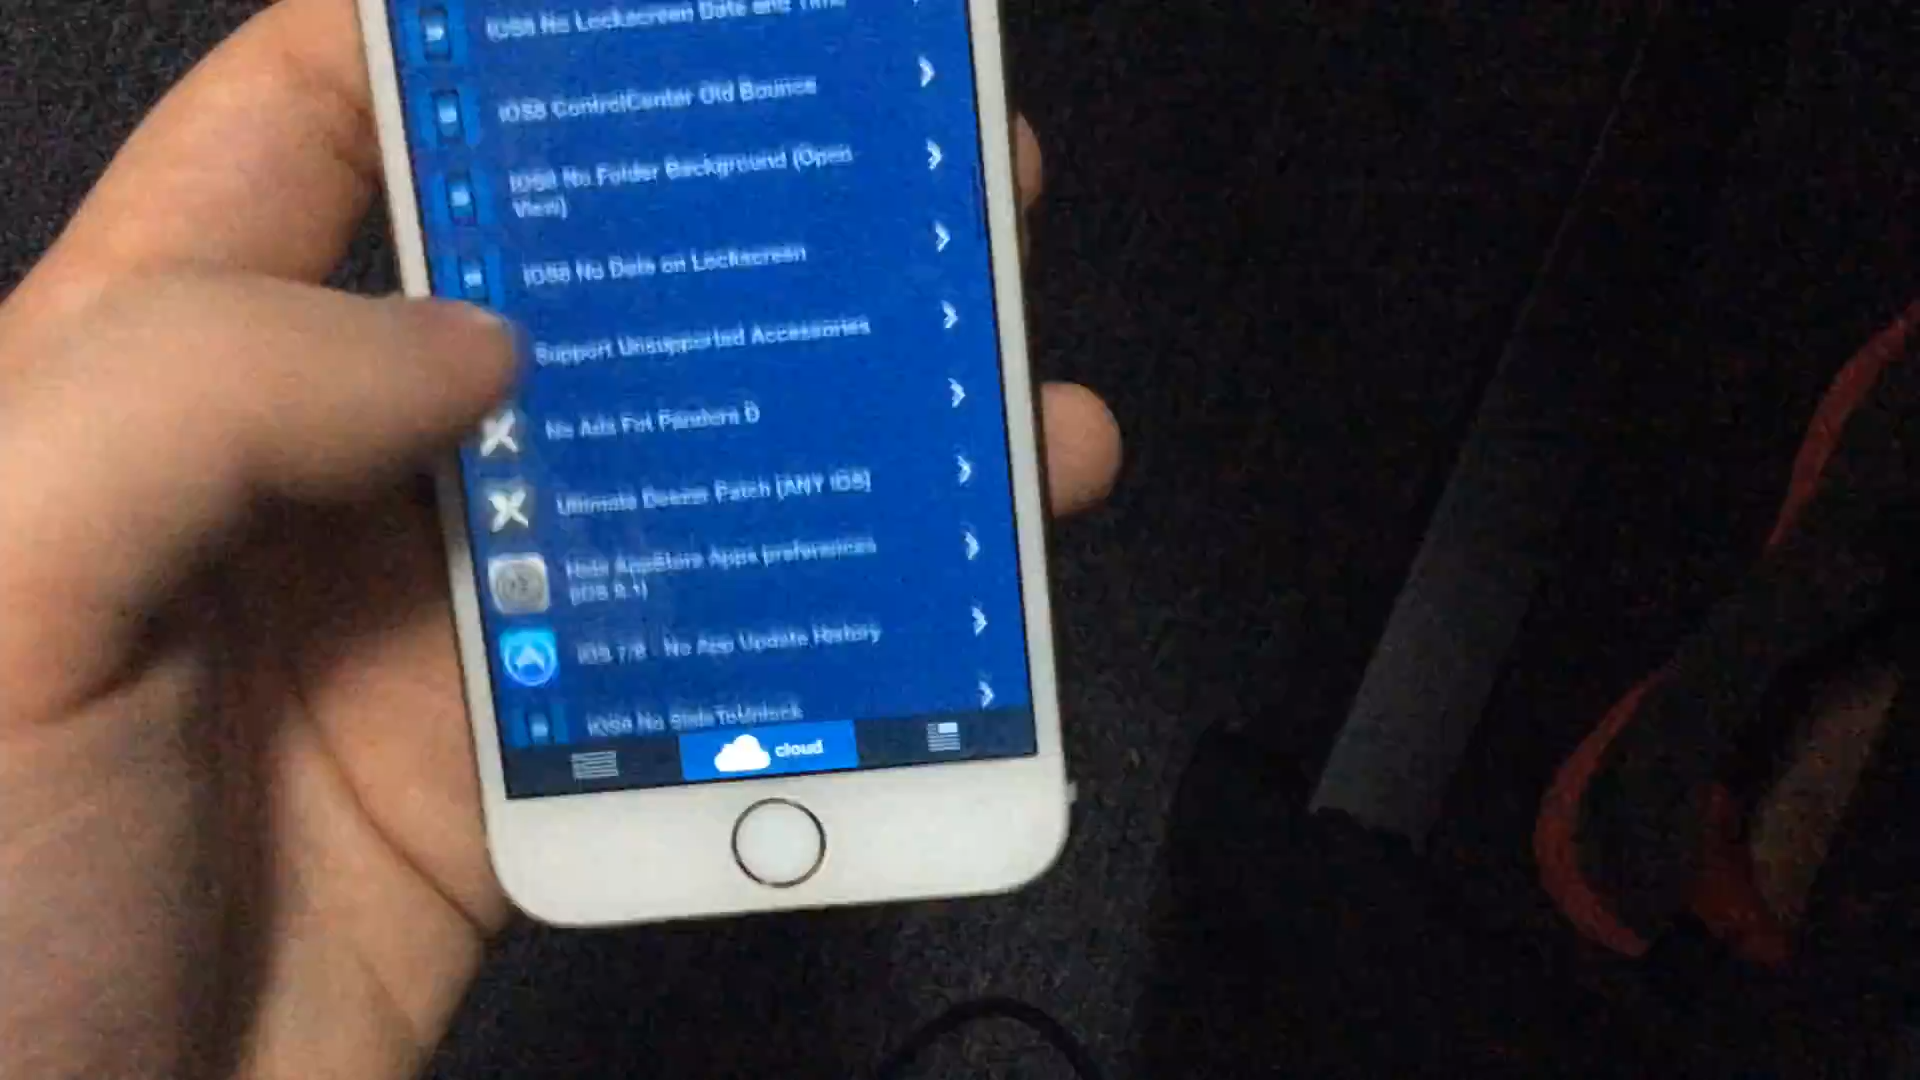 iOS8 No Lockscreen Date and Time
iOS8 ControlCenter Old Bounce
iOS8 No Folder Background (Open
View)
iOS8 No Date on Lockscreen
Support Unsupported Accessories
No Ads For Pandora
Ultimate Deezer Patch [ANY iOS]
Hide AppStore Apps preferences
(iOS 8.1)
iOS 7/8 - No App Update History
iOS8 No SlideToUnlock
cloud